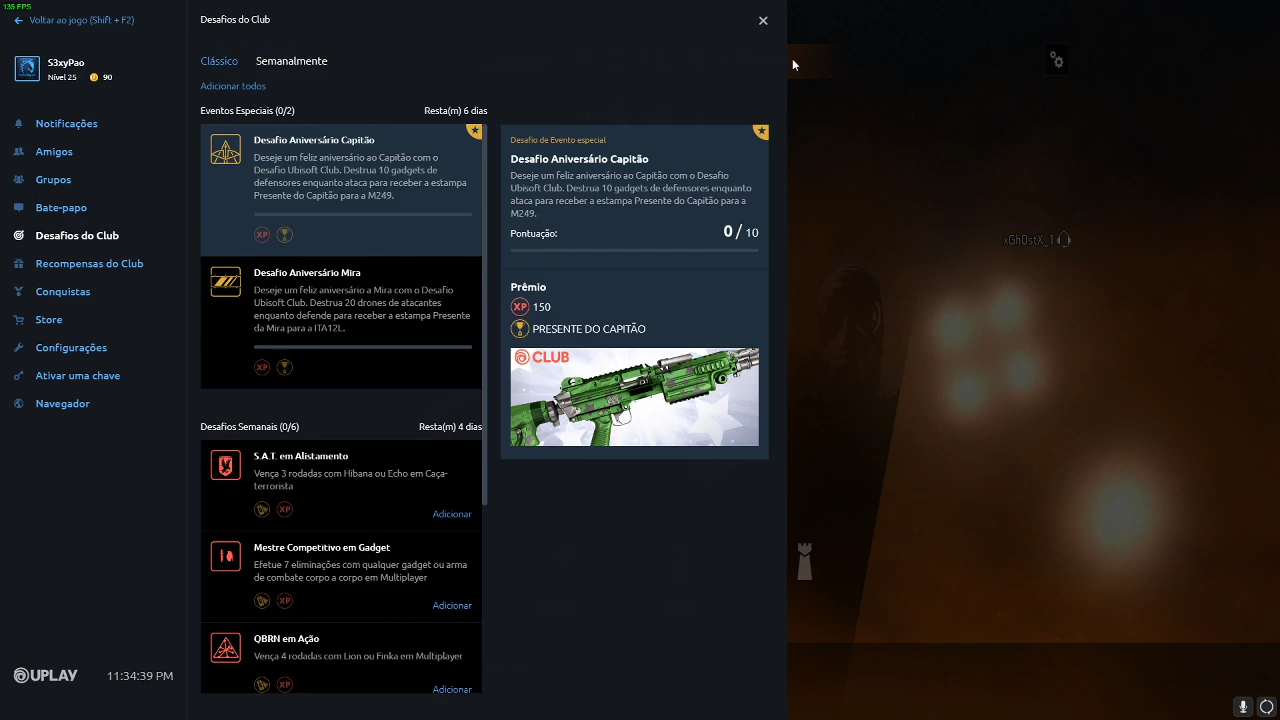 135 FPS
Voltar ao jogo (Shift + F2)
S3xyPao
Nível 25 90
Notificações
Amigos
Grupos
Bate-papo
Desafios do Club
Recompensas do Club
Conquistas
Store
Configurações
Ativar uma chave
Navegador
UPLAY 11:34:39 PM
Desafios do Club
Clássico Semanalmente
Adicionar todos
Eventos Especiais (0/2) Resta(m) 6 dias
Desafio Aniversário Capitão
Deseje um feliz aniversário ao Capitão com o
Desafio Ubisoft Club. Destrua 10 gadgets de
defensores enquanto ataca para receber a estampa
Presente do Capitão para a M249.
XP
Desafio Aniversário Mira
Deseje um feliz aniversário a Mira com o Desafio
Ubisoft Club. Destrua 20 drones de atacantes
enquanto defende para receber a estampa Presente
da Mira para a ITA12L.
XP
Desafios Semanais (0/6) Resta(m) 4 dias
S.A.T. em Alistamento
Vença 3 rodadas com Hibana ou Echo em Caça-
terrorista
XP
Adicionar
Mestre Competitivo em Gadget
Efetue 7 eliminações com qualquer gadget ou arma
de combate corpo a corpo em Multiplayer
XP
Adicionar
QBRN em Ação
Vença 4 rodadas com Lion ou Finka em Multiplayer
XP
Adicionar
Desafio de Evento especial
Desafio Aniversário Capitão
Deseje um feliz aniversário ao Capitão com o Desafio
Ubisoft Club. Destrua 10 gadgets de defensores enquanto
ataca para receber a estampa Presente do Capitão para a
M249.
Pontuação: 0 / 10
Prêmio
XP 150
PRESENTE DO CAPITÃO
CLUB
xGh0stX_1